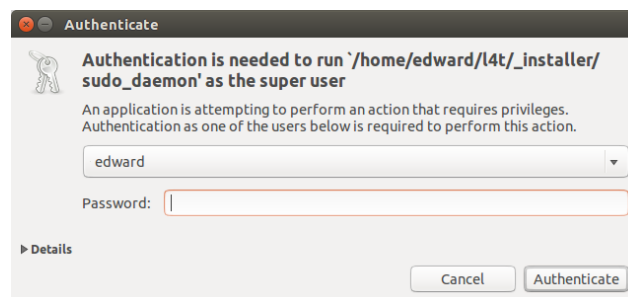 Authenticate
Authentication is needed to run `/home/edward/l4t/_installer/
sudo_daemon' as the super user
An application is attempting to perform an action that requires privileges.
Authentication as one of the users below is required to perform this action.
edward
Password:
Details
Cancel
Authenticate